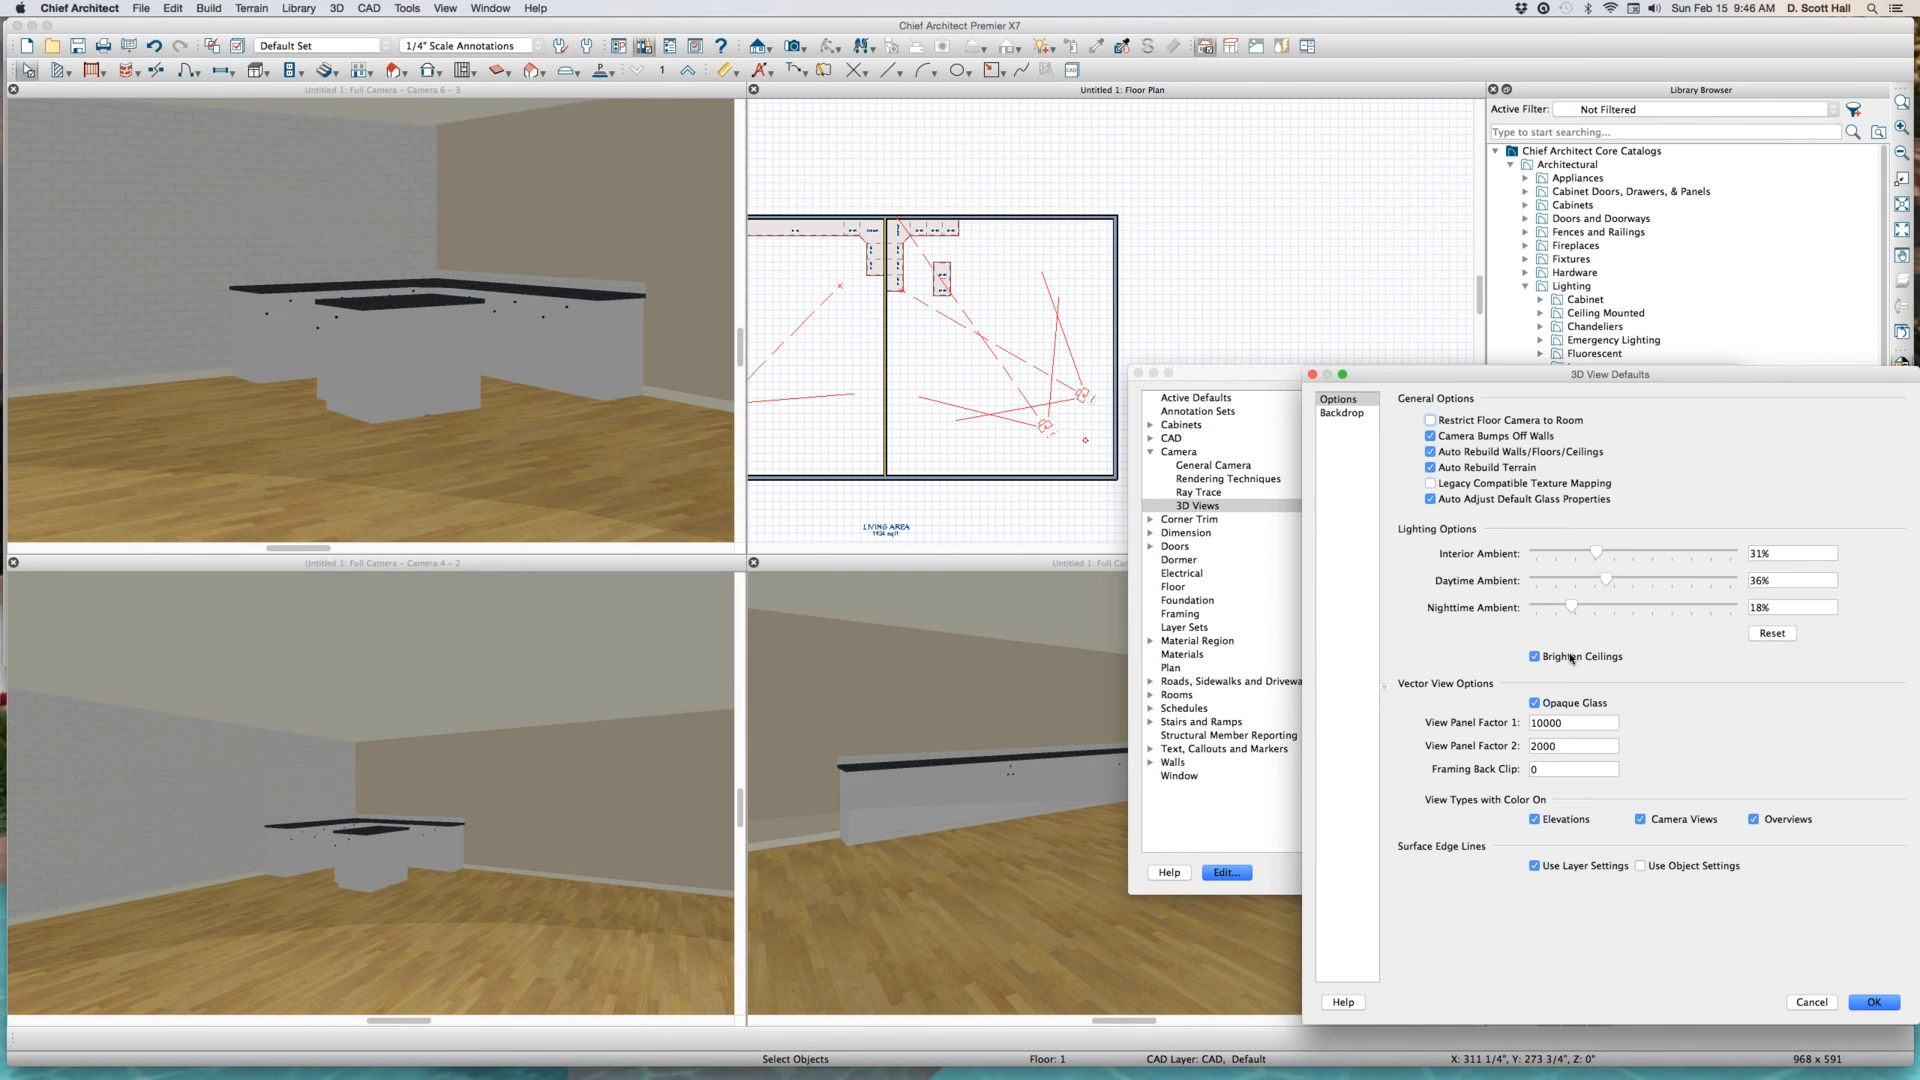 Chief Architect File Edit Build Terrain Library 3D CAD Tools View Window Help
Sun Feb 15 9:46 AM D. Scott Hall
Chief Architect Premier X7
Default Set
1/4" Scale Annotations
1
Untitled 1: Full Camera - Camera 6 - 3
Untitled 1: Floor Plan
Library Browser
Active Filter: Not Filtered
Type to start searching...
Chief Architect Core Catalogs
Architectural
Appliances
Cabinet Doors, Drawers, & Panels
Cabinets
Doors and Doorways
Fences and Railings
Fireplaces
Fixtures
Hardware
Lighting
Cabinet
Ceiling Mounted
Chandeliers
Emergency Lighting
Fluorescent
LIVING AREA
Untitled 1: Full Camera - Camera 4 - 2
Untitled 1: Full Ca
Active Defaults
Annotation Sets
Cabinets
CAD
Camera
General Camera
Rendering Techniques
Ray Trace
3D Views
Corner Trim
Dimension
Doors
Dormer
Electrical
Floor
Foundation
Framing
Layer Sets
Material Region
Materials
Plan
Roads, Sidewalks and Drivewa
Rooms
Schedules
Stairs and Ramps
Structural Member Reporting
Text, Callouts and Markers
Walls
Window
Help
Edit...
3D View Defaults
Options
Backdrop
General Options
Restrict Floor Camera to Room
Camera Bumps Off Walls
Auto Rebuild Walls/Floors/Ceilings
Auto Rebuild Terrain
Legacy Compatible Texture Mapping
Auto Adjust Default Glass Properties
Lighting Options
Interior Ambient: 31%
Daytime Ambient: 36%
Nighttime Ambient: 18%
Reset
Brighten Ceilings
Vector View Options
Opaque Glass
View Panel Factor 1: 10000
View Panel Factor 2: 2000
Framing Back Clip: 0
View Types with Color On
Elevations Camera Views Overviews
Surface Edge Lines
Use Layer Settings Use Object Settings
Help
Cancel
OK
Select Objects
Floor: 1
CAD Layer: CAD, Default
X: 311 1/4", Y: 273 3/4", Z: 0"
968 x 591